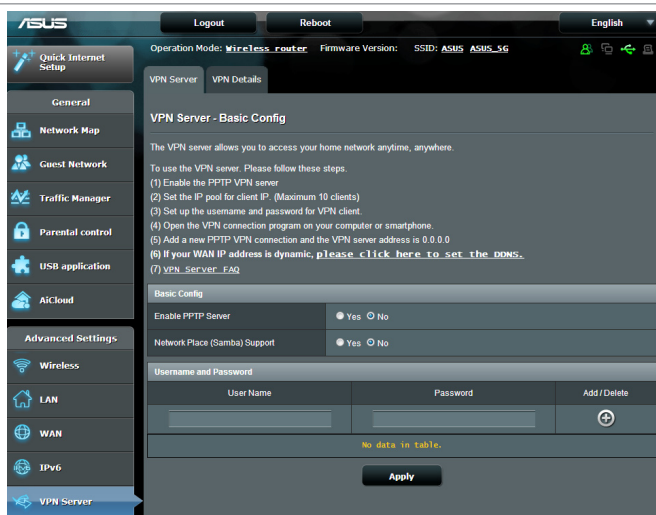 ASUS
Logout
Reboot
English
Quick Internet
Setup
Operation Mode: Wireless router Firmware Version: SSID: ASUS ASUS_5G
VPN Server
VPN Details
General
Network Map
Guest Network
Traffic Manager
Parental control
USB application
AiCloud
Advanced Settings
Wireless
LAN
WAN
IPv6
VPN Server
VPN Server - Basic Config
The VPN server allows you to access your home network anytime, anywhere.
To use the VPN server. Please follow these steps.
(1) Enable the PPTP VPN server
(2) Set the IP pool for client IP. (Maximum 10 clients)
(3) Set up the username and password for VPN client.
(4) Open the VPN connection program on your computer or smartphone.
(5) Add a new PPTP VPN connection and the VPN server address is 0.0.0.0
(6) If your WAN IP address is dynamic, please click here to set the DDNS.
(7) VPN Server FAQ
Basic Config
Enable PPTP Server Yes No
Network Place (Samba) Support Yes No
Username and Password
User Name Password Add / Delete
No data in table.
Apply